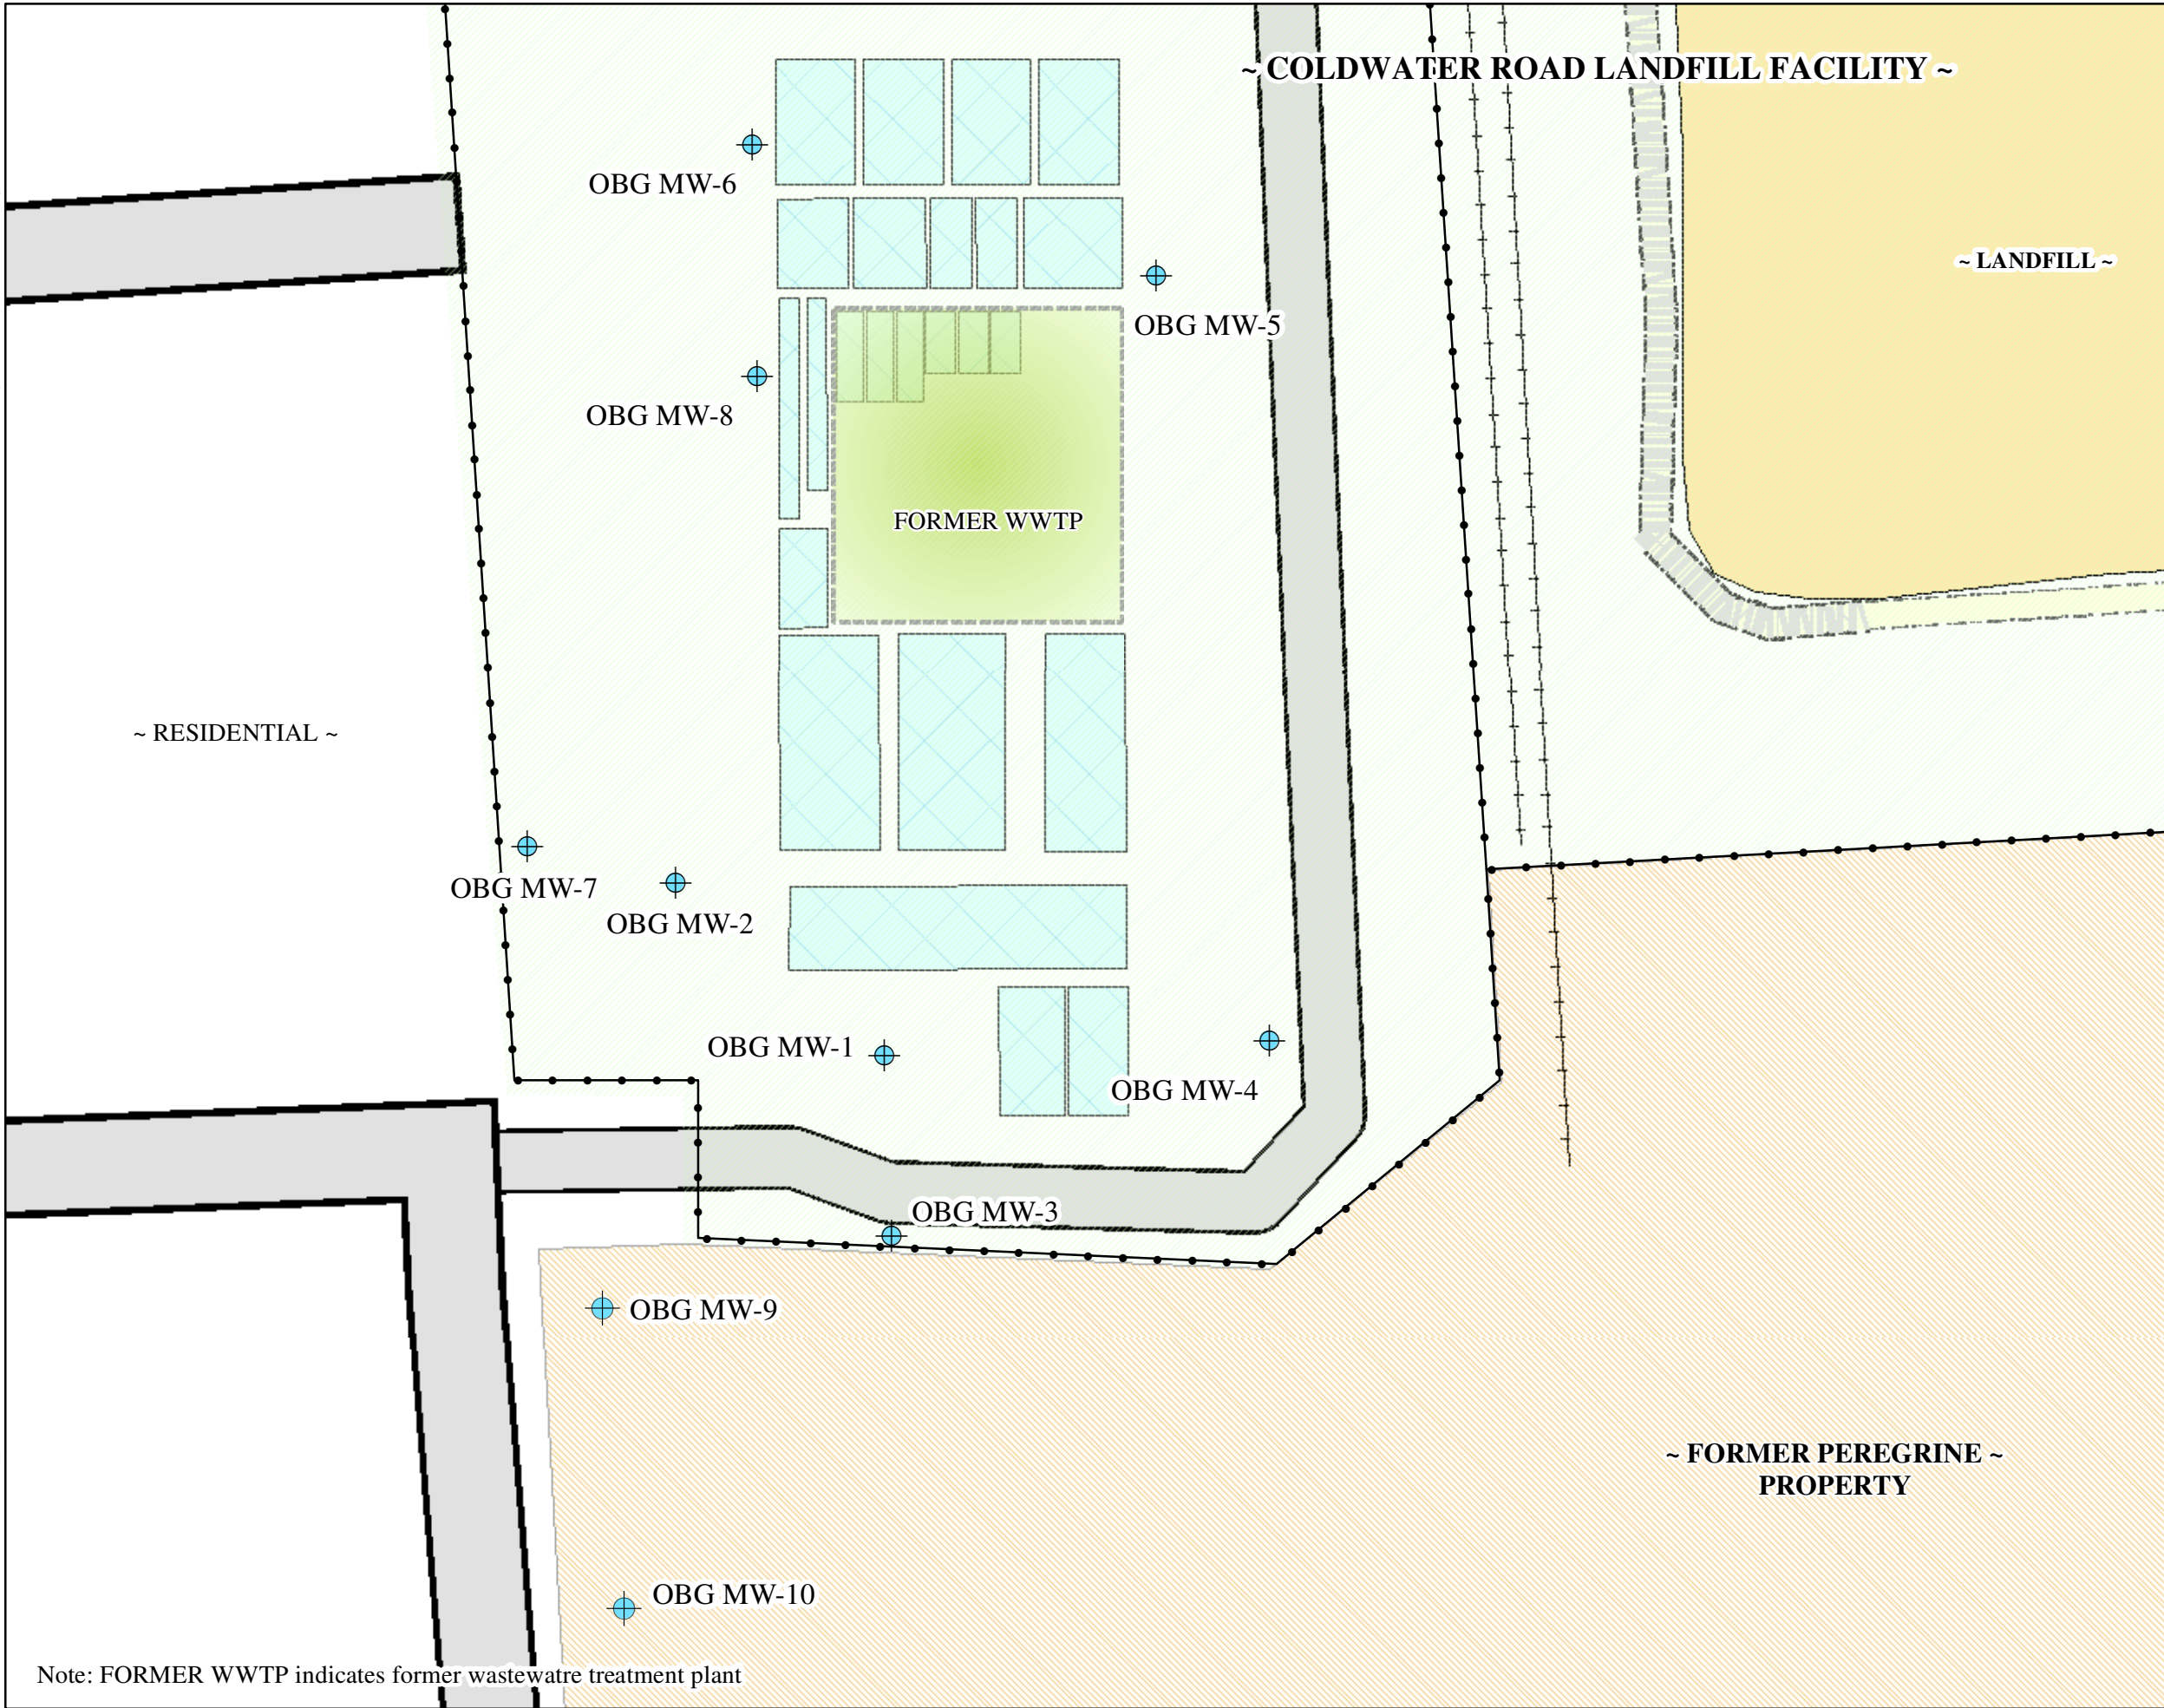 ~ COLDWATER ROAD LANDFILL FACILITY ~
OBG MW-6
~ LANDFILL ~
OBG MW-5
OBG MW-8
FORMER WWTP
~ RESIDENTIAL ~
OBG MW-7
OBG MW-2
OBG MW-1
OBG MW-4
OBG MW-3
OBG MW-9
~ FORMER PEREGRINE ~
PROPERTY
OBG MW-10
Note: FORMER WWTP indicates former wastewatre treatment plant